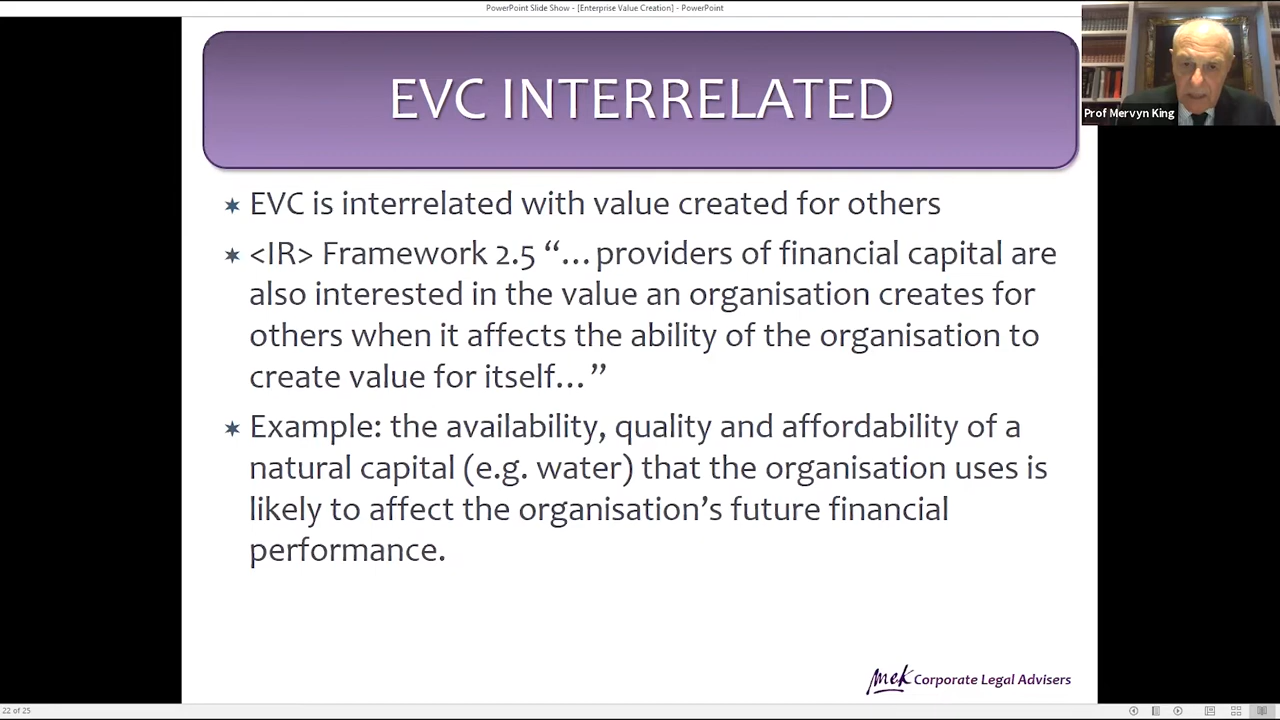 PowerPoint Slide Show - [Enterprise Value Creation] - PowerPoint
EVC INTERRELATED
Prof Mervyn King
EVC is interrelated with value created for others
<IR> Framework 2.5 “… providers of financial capital are
also interested in the value an organisation creates for
others when it affects the ability of the organisation to
create value for itself… ”
Example: the availability, quality and affordability of a
natural capital (e.g. water) that the organisation uses is
likely to affect the organisation’s future financial
performance.
mek Corporate Legal Advisers
22 of 25